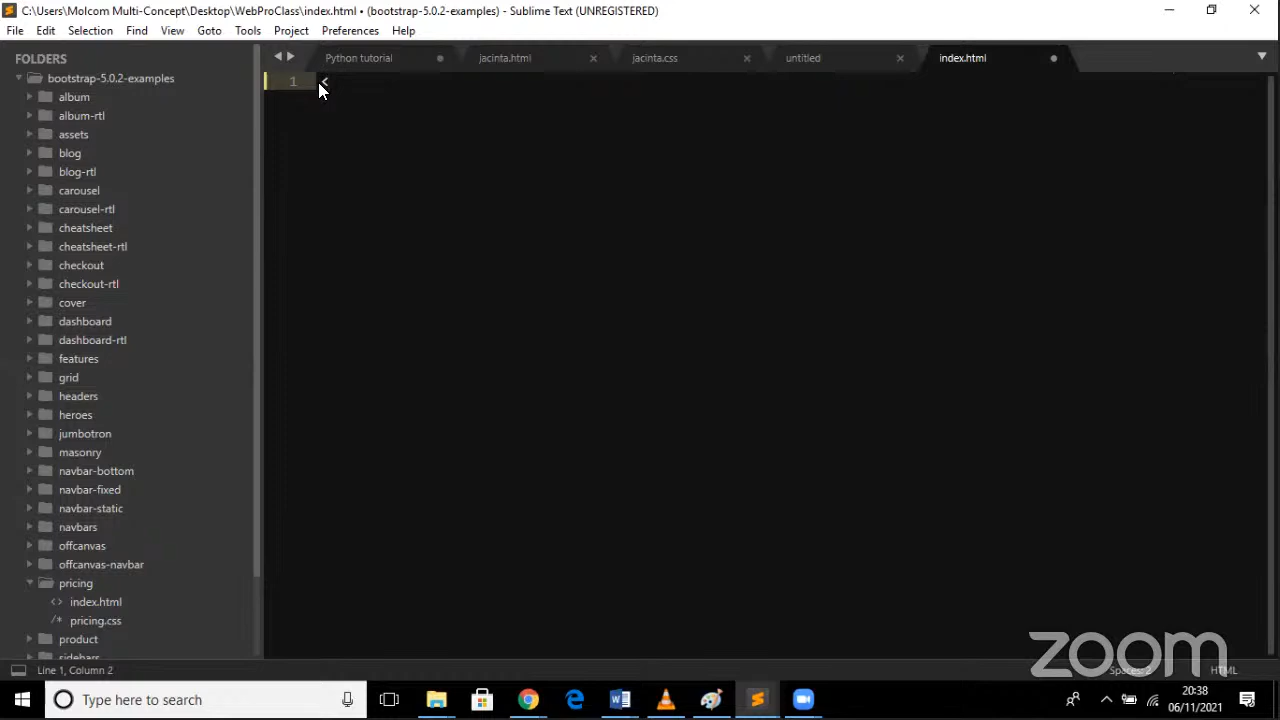 C:\Users\Molcom Multi-Concept\Desktop\WebProClass\index.html • (bootstrap-5.0.2-examples) - Sublime Text (UNREGISTERED)
File Edit Selection Find View Goto Tools Project Preferences Help
FOLDERS
bootstrap-5.0.2-examples
album
album-rtl
assets
blog
blog-rtl
carousel
carousel-rtl
cheatsheet
cheatsheet-rtl
checkout
checkout-rtl
cover
dashboard
dashboard-rtl
features
grid
headers
heroes
jumbotron
masonry
navbar-bottom
navbar-fixed
navbar-static
navbars
offcanvas
offcanvas-navbar
pricing
<> index.html
/* pricing.css
product
sidebars
Python tutorial jacinta.html jacinta.css untitled index.html
1 <
zoom
Line 1, Column 2 Spaces: 2 HTML
Type here to search
20:38
06/11/2021